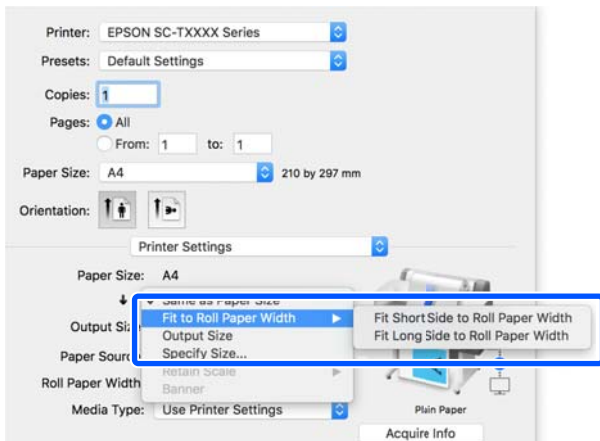 Printer: EPSON SC-TXXXX Series
Presets: Default Settings
Copies: 1
Pages: All
From: 1 to: 1
Paper Size: A4 210 by 297 mm
Orientation:
Printer Settings
Paper Size: A4
Same as Paper Size
Fit to Roll Paper Width
Fit Short Side to Roll Paper Width
Output Size
Fit Long Side to Roll Paper Width
Output Size
Paper Source
Specify Size...
Retain Scale
Roll Paper Width
Banner
Media Type: Use Printer Settings
Plain Paper
Acquire Info